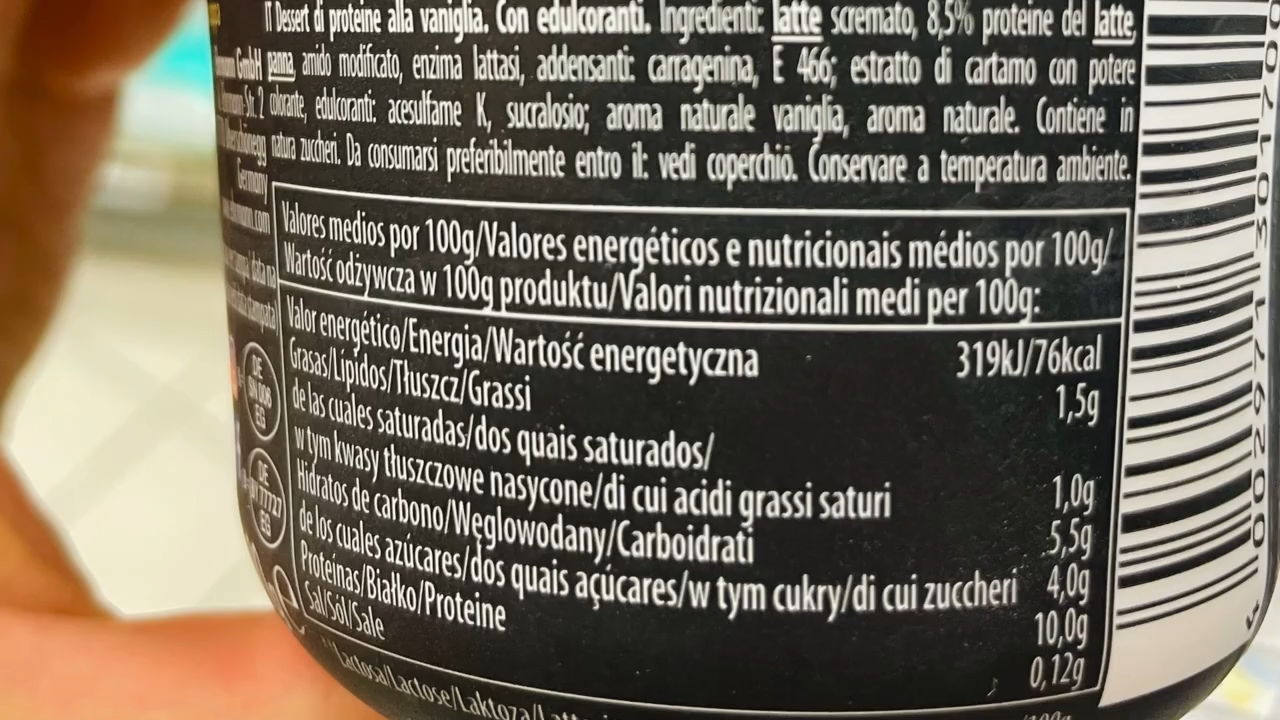 IT Dessert di proteine alla vaniglia. Con edulcoranti. Ingredienti: latte scremato, 8,5% proteine del latte,
GmbH panna, amido modificato, enzima lattasi, addensanti: carragenina, E 466; estratto di cartamo con potere
-Str. 2 colorante, edulcoranti: acesulfame K, sucralosio; aroma naturale vaniglia, aroma naturale. Contiene in
natura zuccheri. Da consumarsi preferibilmente entro il: vedi coperchio. Conservare a temperatura ambiente.
Germany
Valores medios por 100g/Valores energéticos e nutricionais médios por 100g/
Wartość odżywcza w 100g produktu/Valori nutrizionali medi per 100g:
Valor energético/Energia/Wartość energetyczna 319kJ/76kcal
Grasas/Lípidos/Tłuszcz/Grassi 1,5g
de las cuales saturadas/dos quais saturados/
w tym kwasy tłuszczowe nasycone/di cui acidi grassi saturi 1,0g
Hidratos de carbono/Węglowodany/Carboidrati 5,5g
de los cuales azúcares/dos quais açúcares/w tym cukry/di cui zuccheri 4,0g
Proteínas/Białko/Proteine 10,0g
Sal/Sól/Sale 0,12g
DE
EG
DE
EG
Lactosa/Lactose/Laktoza/